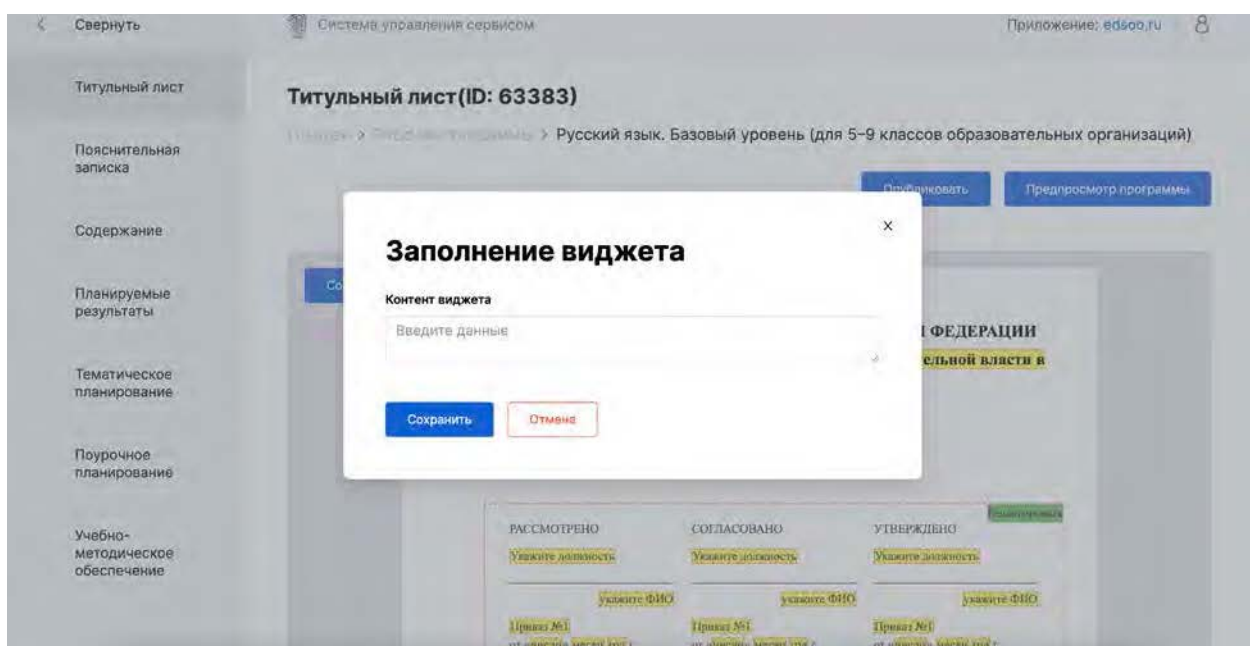 Свернуть
Система управления сервисом
Приложение: edsoo.ru
Титульный лист
Титульный лист(ID: 63383)
> Русский язык. Базовый уровень (для 5–9 классов образовательных организаций)
Пояснительная
записка
Опубликовать
Предпросмотр программы
Содержание
x
Заполнение виджета
Со
Планируемые
результаты
Контент виджета
Введите данные
ФЕДЕРАЦИИ
ельной власти в
Тематическое
планирование
Сохранить
Отмена
Поурочное
планирование
РАССМОТРЕНО
СОГЛАСОВАНО
УТВЕРЖДЕНО
Укажите должность
Укажите должность
Укажите должность
Учебно-
методическое
обеспечение
укажите ФИО
укажите ФИО
укажите ФИО
Приказ №1
Приказ №1
Приказ №1